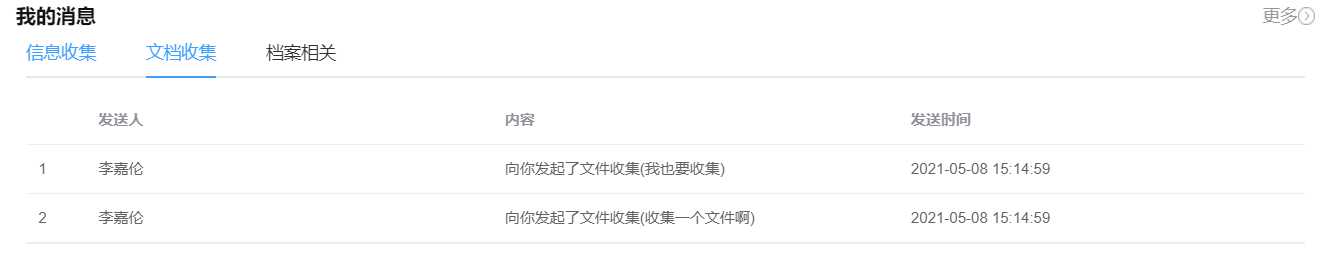 我的消息 更多
信息收集 文档收集 档案相关
发送人 内容 发送时间
1 李嘉伦 向你发起了文件收集(我也要收集) 2021-05-08 15:14:59
2 李嘉伦 向你发起了文件收集(收集一个文件啊) 2021-05-08 15:14:59